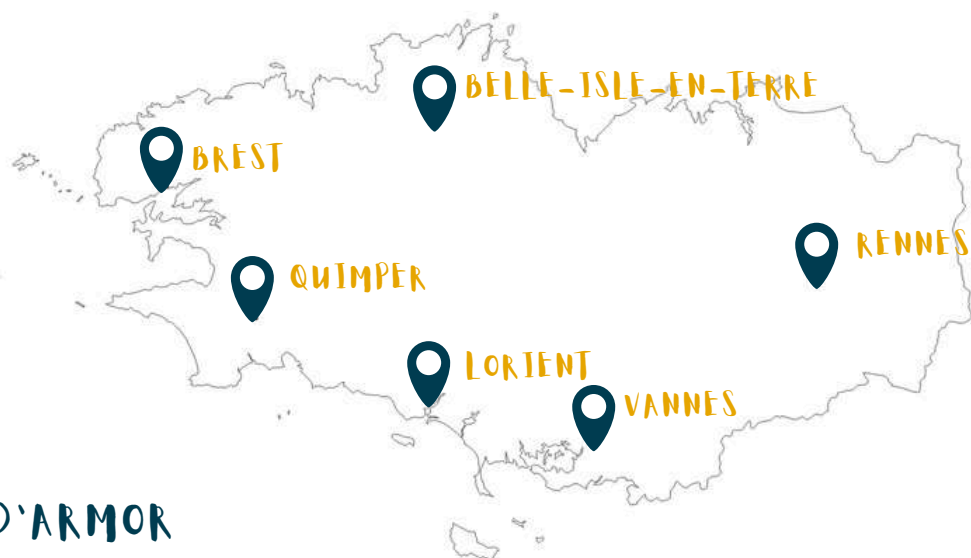 BELLE-ISLE-EN-TERRE
BREST
RENNES
QUIMPER
LORIENT
VANNES
D'ARMOR